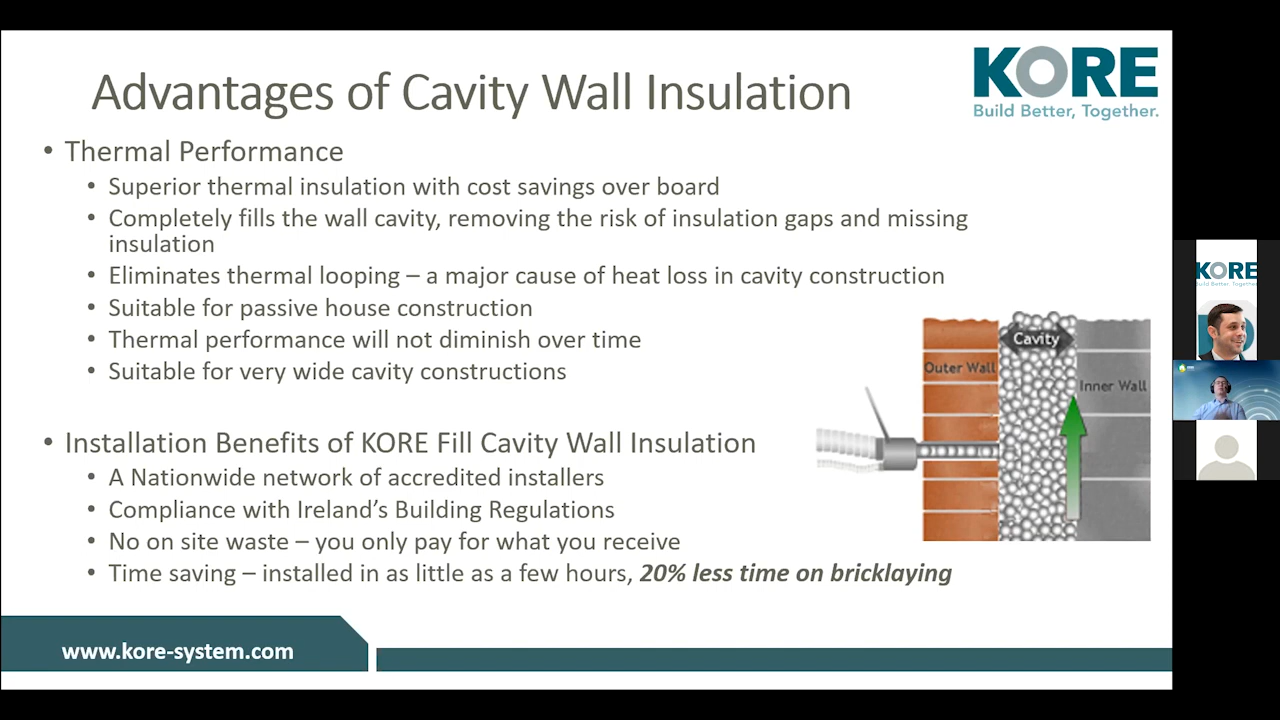 Advantages of Cavity Wall Insulation
KORE
Build Better, Together.
• Thermal Performance
• Superior thermal insulation with cost savings over board
• Completely fills the wall cavity, removing the risk of insulation gaps and missing
insulation
• Eliminates thermal looping – a major cause of heat loss in cavity construction
• Suitable for passive house construction
• Thermal performance will not diminish over time
• Suitable for very wide cavity constructions
Cavity
Outer Wall
Inner Wall
• Installation Benefits of KORE Fill Cavity Wall Insulation
• A Nationwide network of accredited installers
• Compliance with Ireland's Building Regulations
• No on site waste – you only pay for what you receive
• Time saving – installed in as little as a few hours, 20% less time on bricklaying
www.kore-system.com
KORE
Build Better, Together